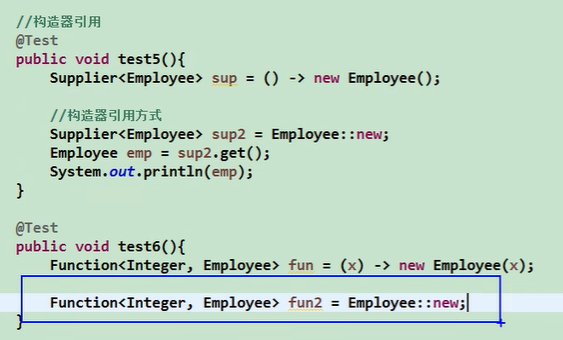 //构造器引用
@Test
public void test5(){
    Supplier<Employee> sup = () -> new Employee();
    //构造器引用方式
    Supplier<Employee> sup2 = Employee::new;
    Employee emp = sup2.get();
    System.out.println(emp);
}
@Test
public void test6(){
    Function<Integer, Employee> fun = (x) -> new Employee(x);
    Function<Integer, Employee> fun2 = Employee::new;
}